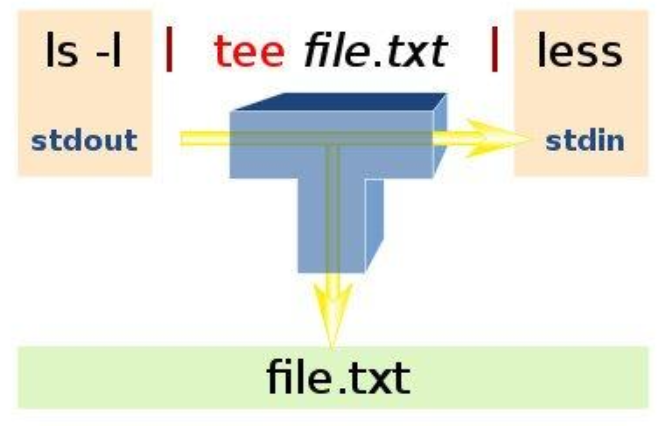 ls -l | tee file.txt | less
stdout stdin
file.txt